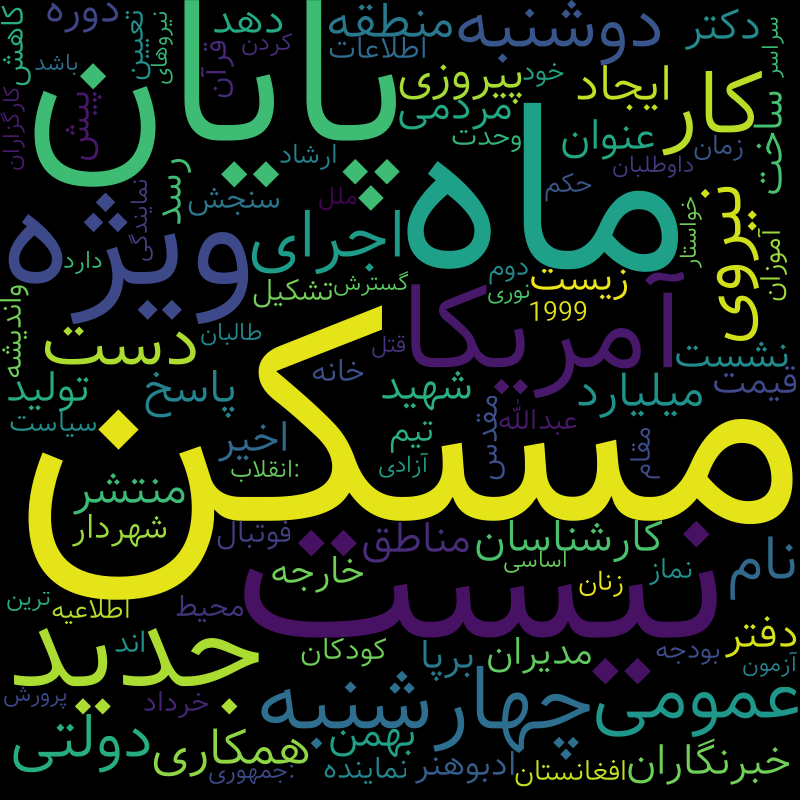 کاهش
دوره
تعیین
نیروهای
دهد
کردن
منطقه
اطلاعات
دوشنبه
دکتر
سراسر
باشد
پایان
قرآن
پیروزی
خود
ایجاد
کار
ساخت
کارگزاران
پیش
مردمی
وحدت
عنوان
زمان
داوطلبان
ارشاد
رسد
سنجش
ملل
ماه
حکم
نیروی
خواستار
آموزان
ویژه
نمایندگی
اجرای
دارد
تشکیل
گسترش
دوم
نوری
زیست
1999
واندیشه
دست
طالبان
قتل
آمریکا
نشست
خانه
قیمت
تولید
پاسخ
شهید
میلیارد
سیاست
اخیر
تیم
مقدس
عبدالله
مقام
مسکن
انقلاب:
آزادی
منتشر
شهردار
فوتبال
مناطق
کارشناسان
نیست
اساسی
خارجه
زنان
نماز
نام
ترین
اطلاعیه
محیط
جدید
اند
کودکان
برپا
مدیران
بودجه
دفتر
آزمون
پرورش
خرداد
چهارشنبه
عمومی
دولتی
همکاری
بهمن
جمهوری:
نماینده
ادبوهنر
افغانستان
خبرنگاران